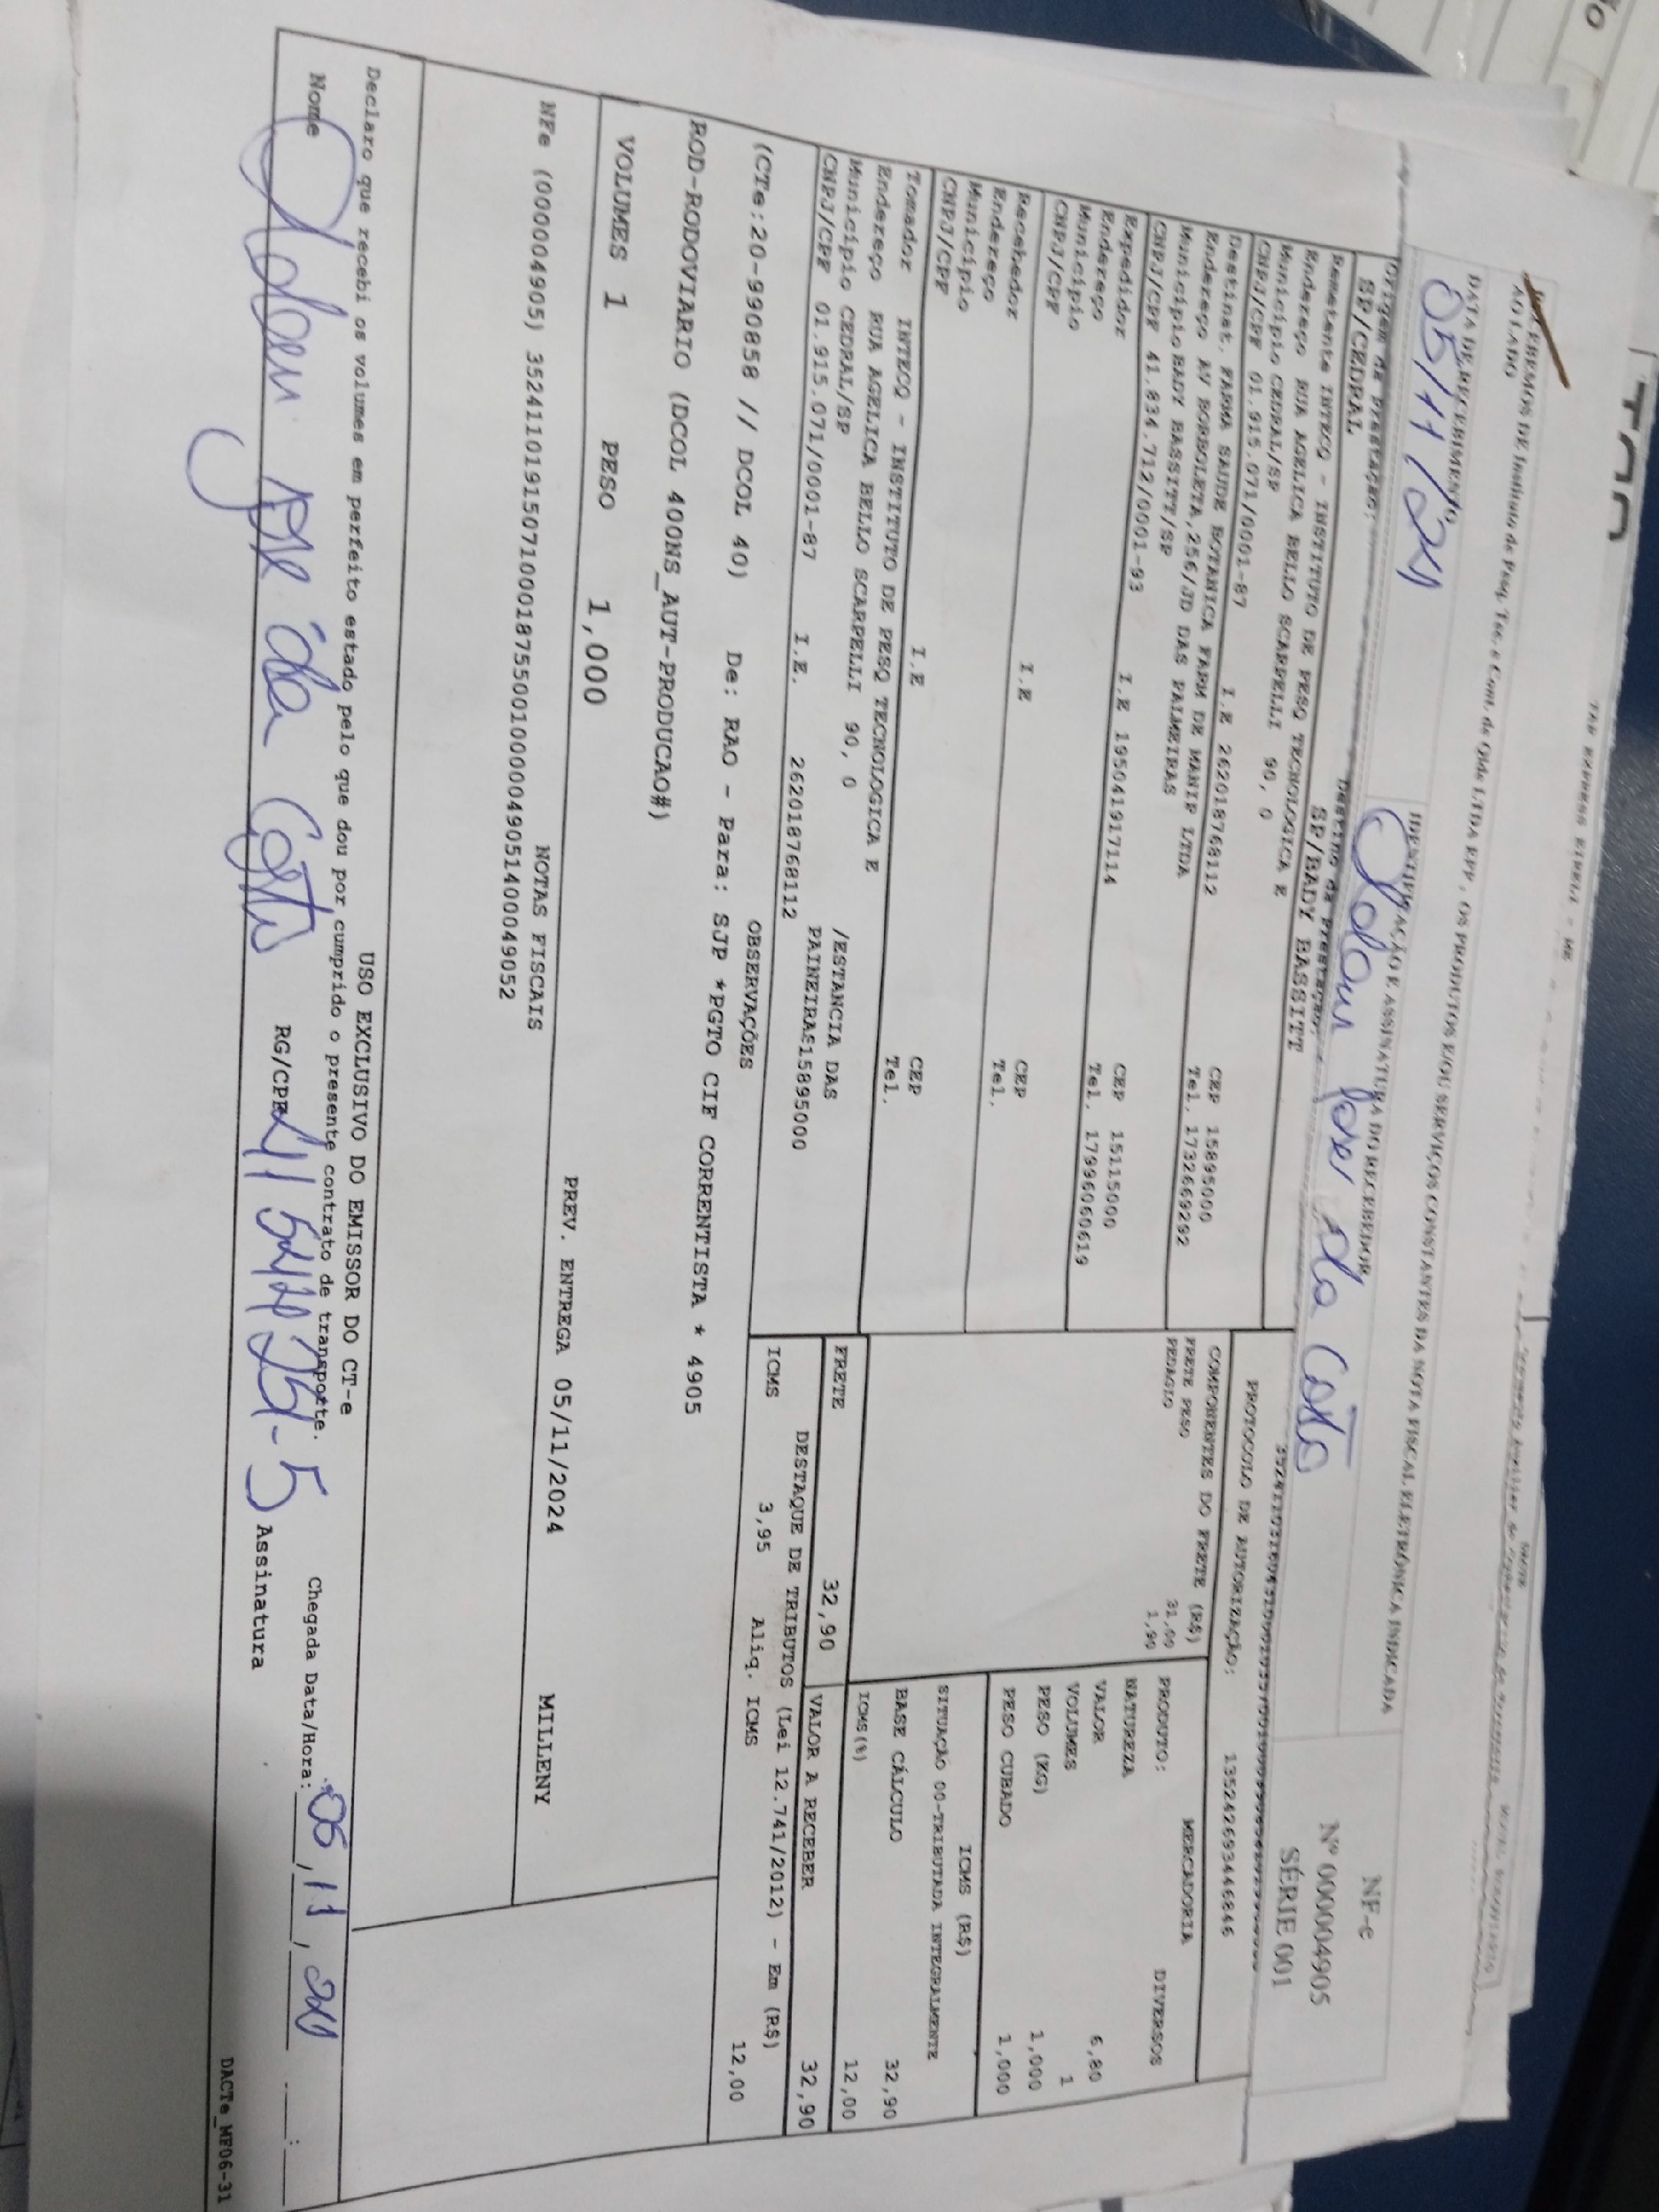 TAM EXPRESS EIRELI - ME
RECEBEMOS DE Instituto de Pesq. Tec. e Cont. de Qlde LTDA EPP, OS PRODUTOS E/OU SERVIÇOS CONSTANTES DA NOTA FISCAL ELETRÔNICA INDICADA
AO LADO
DATA DE RECEBIMENTO
IDENTIFICAÇÃO E ASSINATURA DO RECEBEDOR
NF-e
Nº 000004905
SÉRIE 001
05/11/24
da Costa
Origem da Prestação:
SP/CEDRAL
Destino da Prestação:
SP/BADY BASSITT
PROTOCOLO DE AUTORIZAÇÃO: 135242693446846
Remetente INTECQ - INSTITUTO DE PESQ TECNOLOGICA E
Endereço RUA AGELICA BELLO SCARPELLI 90, 0
Município CEDRAL/SP CEP 15895000
CNPJ/CPF 01.915.071/0001-87 I.E 262018768112 Tel. 1732669292
Destinat. FARMA SAUDE BOTANICA FARM DE MANIP LTDA
Endereço AV BORBOLETA,256/JD DAS PALMEIRAS
Município BADY BASSITT/SP CEP 15115000
CNPJ/CPF 41.834.712/0001-93 I.E 195041917114 Tel. 17996060619
Expedidor
Endereço
Município CEP
CNPJ/CPF I.E Tel.
Recebedor
Endereço
Município CEP
CNPJ/CPF I.E Tel.
Tomador INTECQ - INSTITUTO DE PESQ TECNOLOGICA E
Endereço RUA AGELICA BELLO SCARPELLI 90, 0 /ESTANCIA DAS
Município CEDRAL/SP PAINEIRAS15895000
CNPJ/CPF 01.915.071/0001-87 I.E. 262018768112
COMPONENTES DO FRETE (R$)
FRETE PESO 31,00
PEDAGIO 1,90
MERCADORIA
PRODUTO: DIVERSOS
NATUREZA
VALOR 6,80
VOLUMES 1
PESO (KG) 1,000
PESO CUBADO 1,000
ICMS (R$)
SITUAÇÃO 00-TRIBUTADA INTEGRALMENTE
BASE CÁLCULO 32,90
ICMS(%) 12,00
FRETE 32,90 VALOR A RECEBER 32,90
DESTAQUE DE TRIBUTOS (Lei 12.741/2012) - Em (R$)
ICMS 3,95 Aliq. ICMS 12,00
OBSERVAÇÕES
(CTe:20-9990858 // DCOL 40) De: RAO - Para: SJP *PGTO CIF CORRENTISTA * 4905
ROD-RODOVIARIO (DCOL 400NS_AUT-PRODUCAO#)
VOLUMES 1 PESO 1,000 PREV. ENTREGA 05/11/2024 MILLENY
NOTAS FISCAIS
NFe (000004905) 35241101915071000187550010000049051400049052
USO EXCLUSIVO DO EMISSOR DO CT-e
Declaro que recebi os volumes em perfeito estado pelo que dou por cumprido o presente contrato de transporte.
Chegada Data/Hora: 05/11/24 __:__
Nome da Costa RG/CPF Assinatura
DACTe_MF06-31